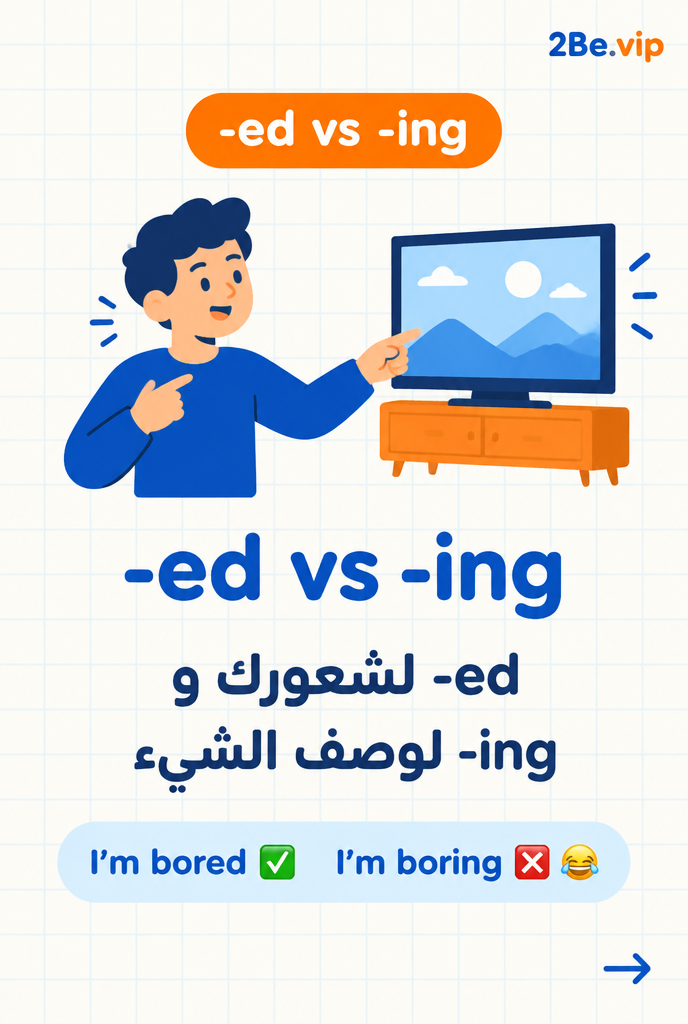 2Be.vip
-ed vs -ing
-ed vs -ing
-ed لشعورك و
-ing لوصف الشيء
I'm bored ✅ I'm boring ❌ 😂
→